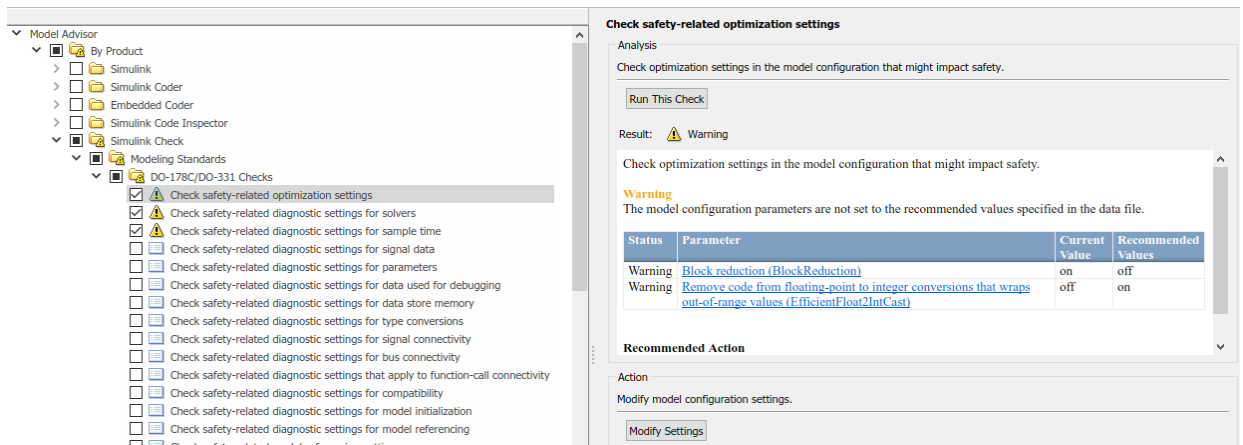 Model Advisor
By Product
Simulink
Simulink Coder
Embedded Coder
Simulink Code Inspector
Simulink Check
Modeling Standards
DO-178C/DO-331 Checks
Check safety-related optimization settings
Check safety-related diagnostic settings for solvers
Check safety-related diagnostic settings for sample time
Check safety-related diagnostic settings for signal data
Check safety-related diagnostic settings for parameters
Check safety-related diagnostic settings for data used for debugging
Check safety-related diagnostic settings for data store memory
Check safety-related diagnostic settings for type conversions
Check safety-related diagnostic settings for signal connectivity
Check safety-related diagnostic settings for bus connectivity
Check safety-related diagnostic settings that apply to function-call connectivity
Check safety-related diagnostic settings for compatibility
Check safety-related diagnostic settings for model initialization
Check safety-related diagnostic settings for model referencing
Check safety-related optimization settings
Analysis
Check optimization settings in the model configuration that might impact safety.
Run This Check
Result: Warning
Check optimization settings in the model configuration that might impact safety.
Warning
The model configuration parameters are not set to the recommended values specified in the data file.
Status Parameter Current Value Recommended Values
Warning Block reduction (BlockReduction) on off
Warning Remove code from floating-point to integer conversions that wraps off on
out-of-range values (EfficientFloat2IntCast)
Recommended Action
Action
Modify model configuration settings.
Modify Settings